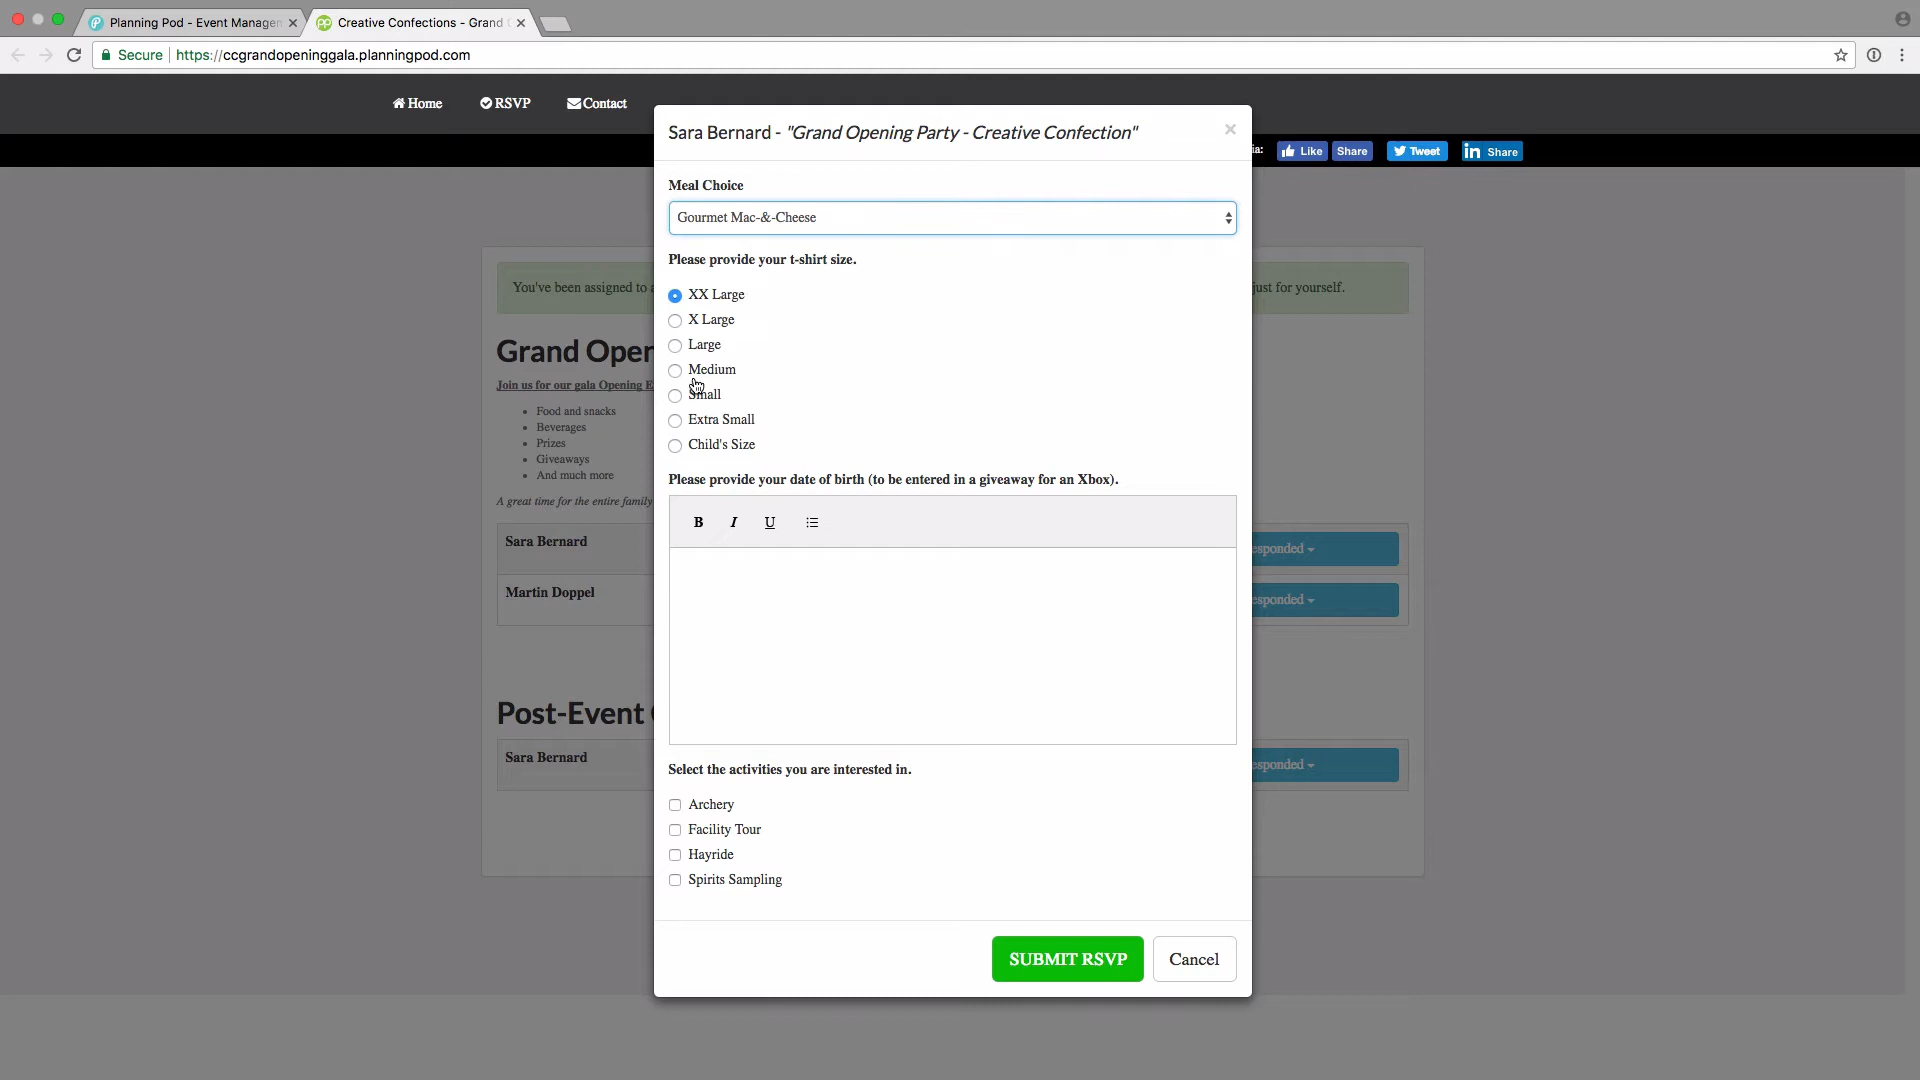 Planning Pod - Event Managem
Creative Confections - Grand
Secure https://ccgrandopeninggala.planningpod.com
Home RSVP Contact
Sara Bernard - "Grand Opening Party - Creative Confection"
Like Share Tweet Share
Meal Choice
Gourmet Mac-&-Cheese
Please provide your t-shirt size.
XX Large
X Large
Large
Medium
Small
Extra Small
Child's Size
Please provide your date of birth (to be entered in a giveaway for an Xbox).
B I U
Select the activities you are interested in.
Archery
Facility Tour
Hayride
Spirits Sampling
SUBMIT RSVP Cancel
You've been assigned to a
just for yourself.
Grand Open
Join us for our gala Opening E
Food and snacks
Beverages
Prizes
Giveaways
And much more
A great time for the entire family
Sara Bernard esponded
Martin Doppel esponded
Post-Event
Sara Bernard esponded